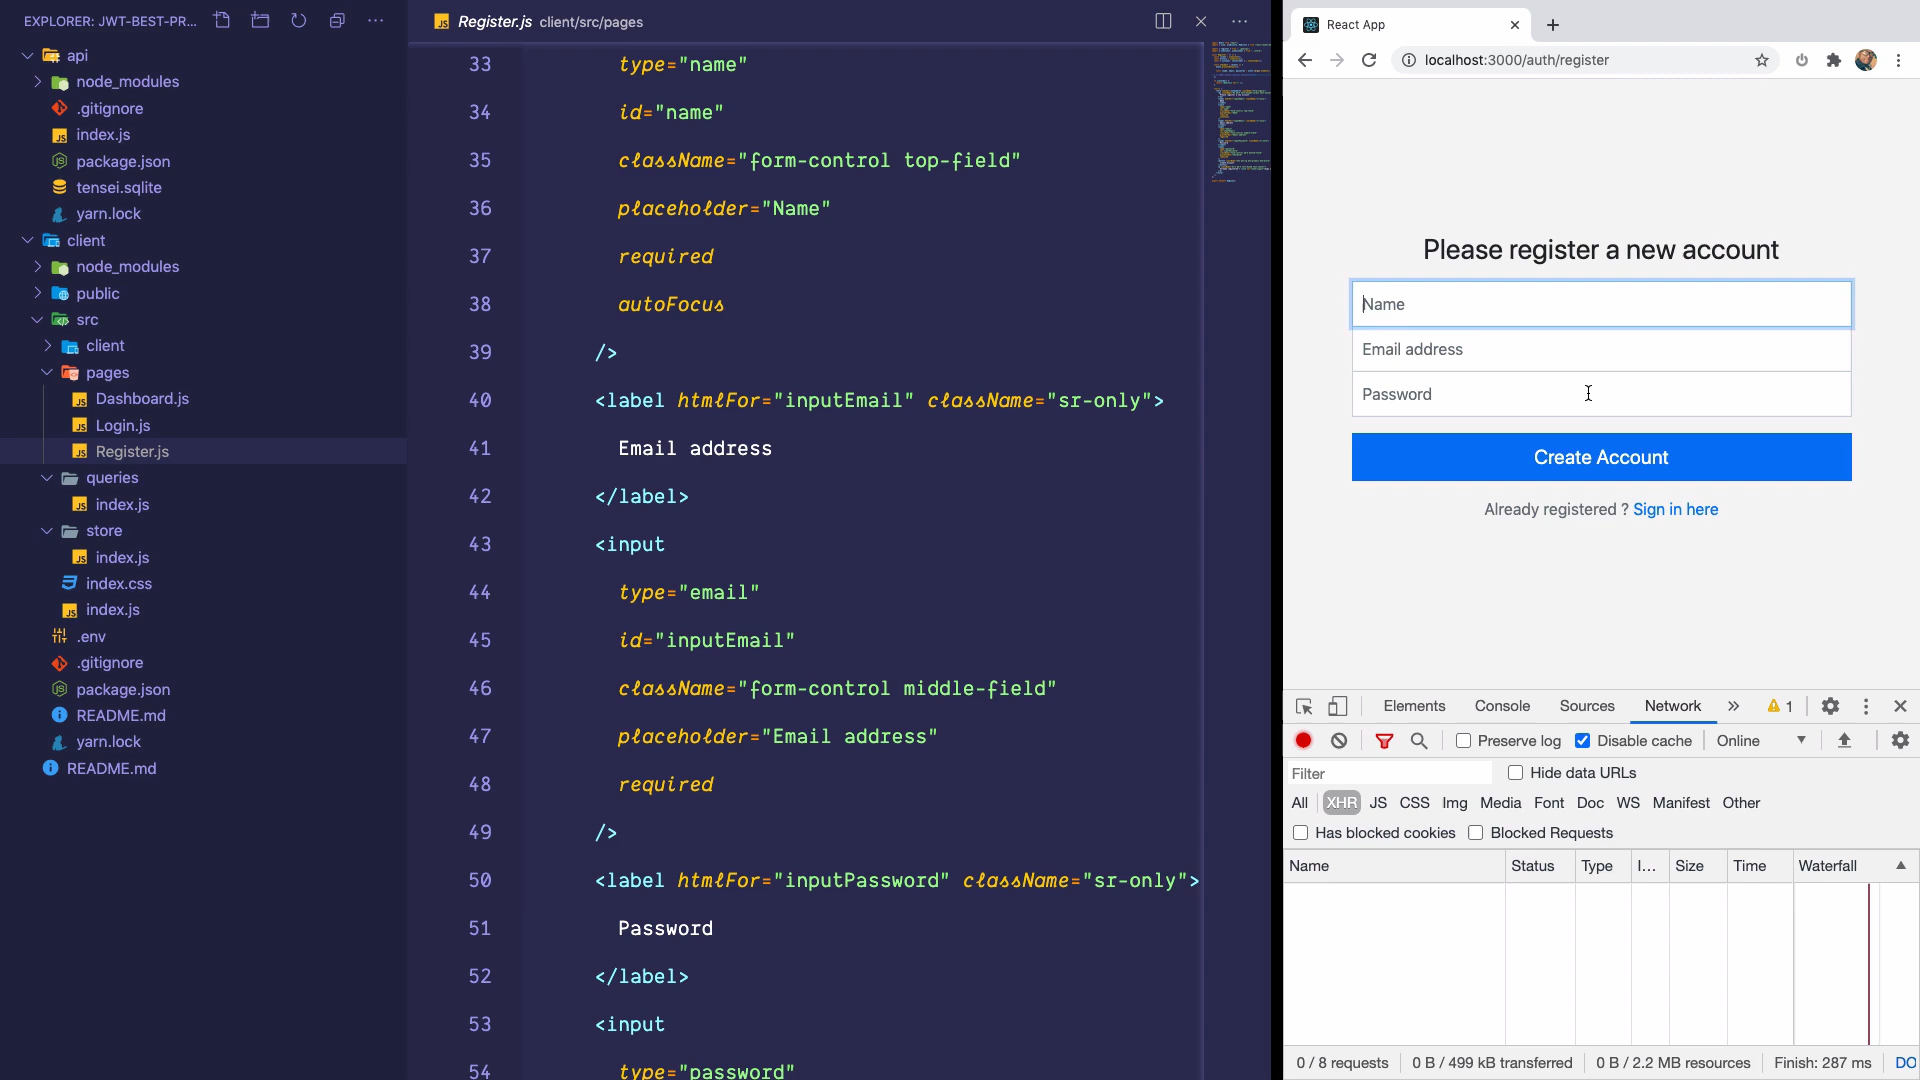 EXPLORER: JWT-BEST-PR...
api
node_modules
.gitignore
index.js
package.json
tensei.sqlite
yarn.lock
client
node_modules
public
src
client
pages
Dashboard.js
Login.js
Register.js
queries
index.js
store
index.js
index.css
index.js
.env
.gitignore
package.json
README.md
yarn.lock
README.md
Register.js client/src/pages
33 type="name"
34 id="name"
35 className="form-control top-field"
36 placeholder="Name"
37 required
38 autoFocus
39 />
40 <label htmlFor="inputEmail" className="sr-only">
41 Email address
42 </label>
43 <input
44 type="email"
45 id="inputEmail"
46 className="form-control middle-field"
47 placeholder="Email address"
48 required
49 />
50 <label htmlFor="inputPassword" className="sr-only">
51 Password
52 </label>
53 <input
54 type="password"
React App
localhost:3000/auth/register
Please register a new account
Name
Email address
Password
Create Account
Already registered ? Sign in here
Elements Console Sources Network 1
Preserve log Disable cache Online
Filter Hide data URLs
All XHR JS CSS Img Media Font Doc WS Manifest Other
Has blocked cookies Blocked Requests
Name Status Type I... Size Time Waterfall
0 / 8 requests 0 B / 499 kB transferred 0 B / 2.2 MB resources Finish: 287 ms DO